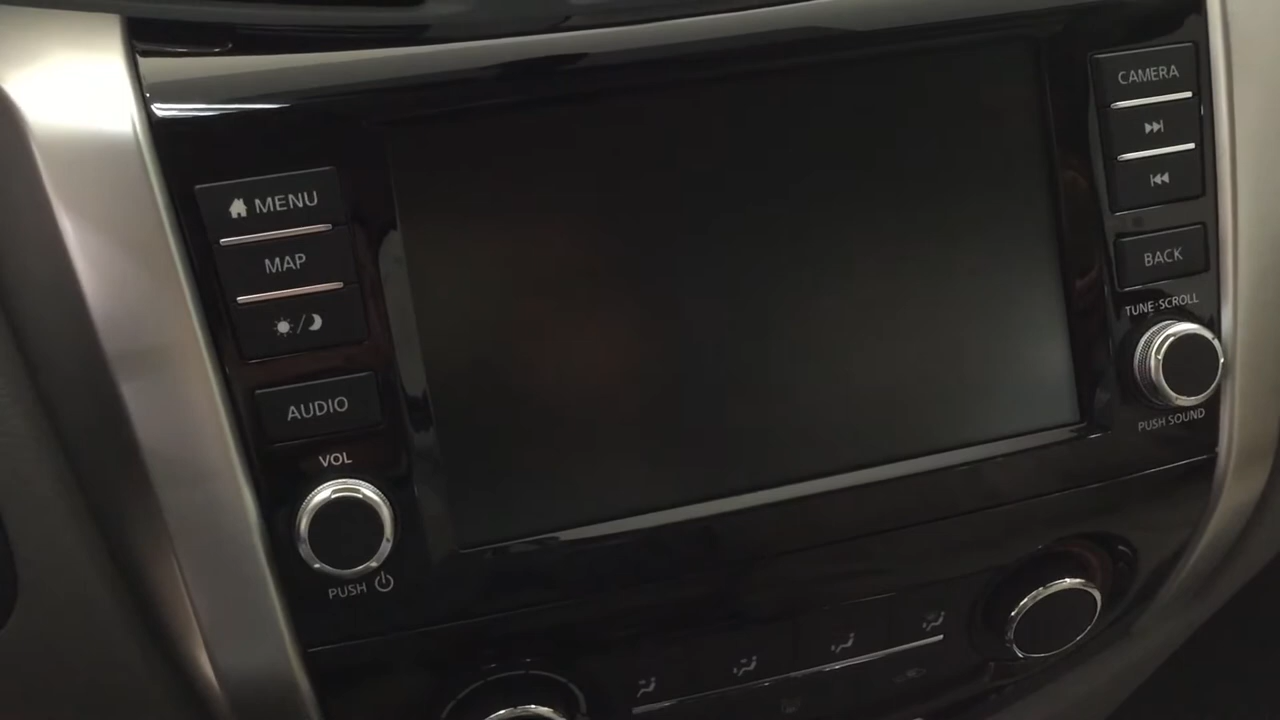 MENU
MAP
AUDIO
VOL
PUSH
CAMERA
BACK
TUNE·SCROLL
PUSH SOUND